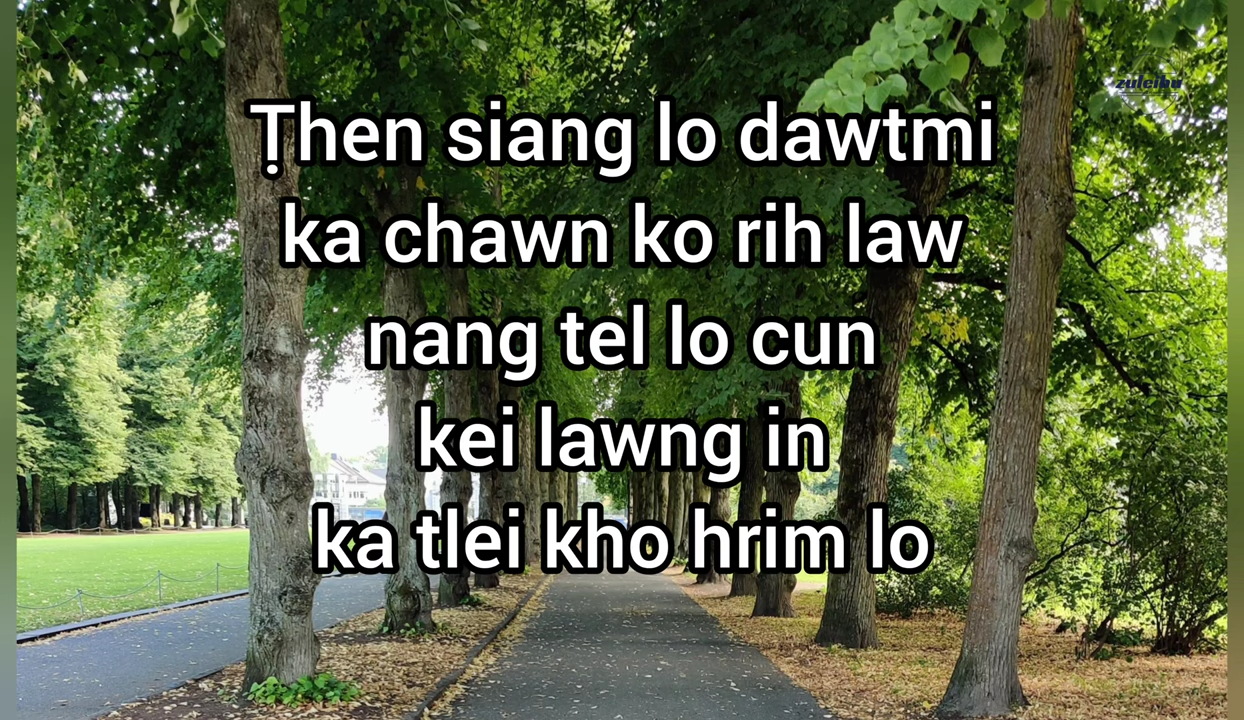 zuleibu
Ṭhen siang lo dawtmi
ka chawn ko rih law
nang tel lo cun
kei lawng in
ka tlei kho hrim lo